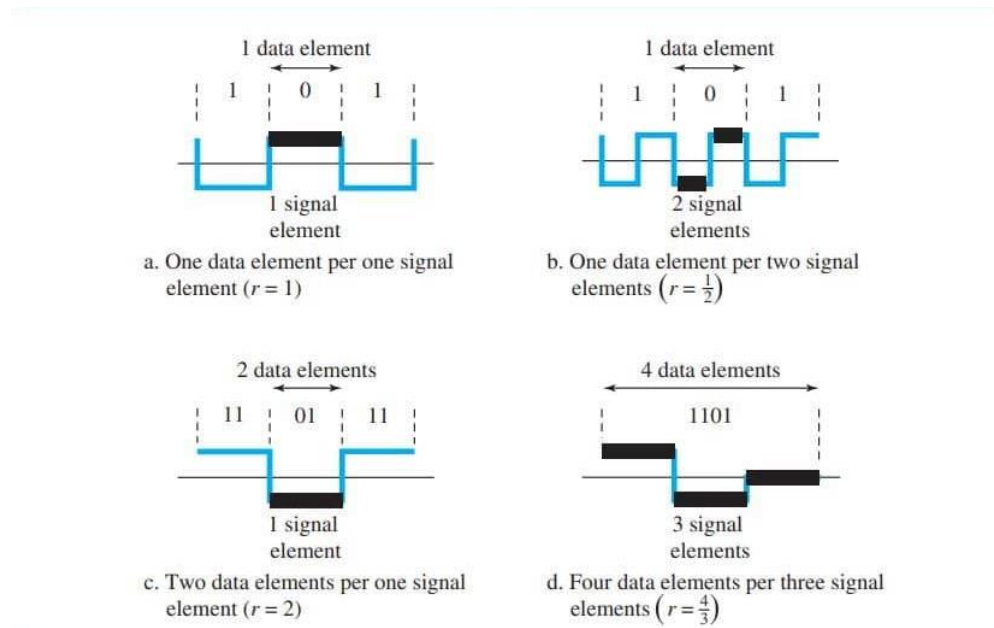 1 data element
1 0 1
1 signal
element
a. One data element per one signal
element (r = 1)
1 data element
1 0 1
2 signal
elements
b. One data element per two signal
elements (r = 1/2)
2 data elements
11 01 11
1 signal
element
c. Two data elements per one signal
element (r = 2)
4 data elements
1101
3 signal
elements
d. Four data elements per three signal
elements (r = 4/3)